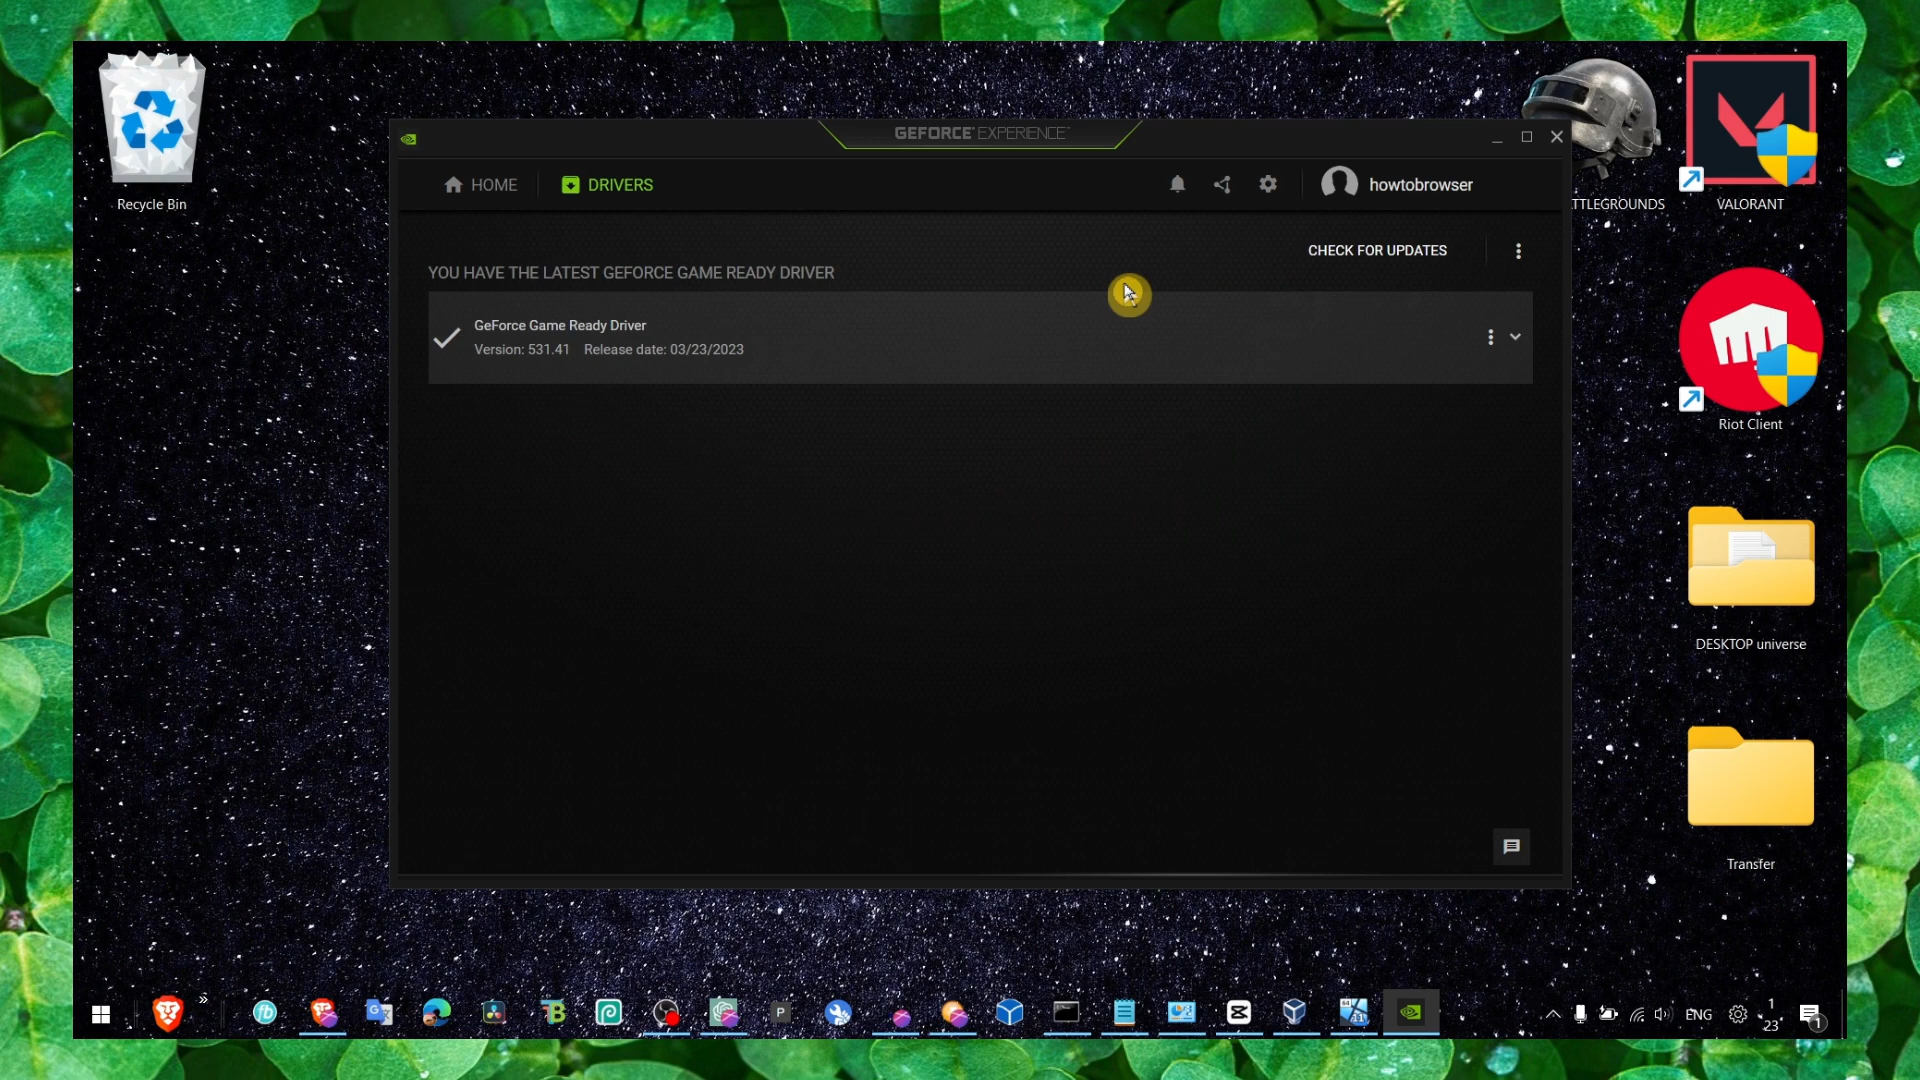 Recycle Bin
GEFORCE EXPERIENCE
HOME
DRIVERS
howtobrowser
CHECK FOR UPDATES
YOU HAVE THE LATEST GEFORCE GAME READY DRIVER
GeForce Game Ready Driver
Version: 531.41 Release date: 03/23/2023
TTLEGROUNDS
VALORANT
Riot Client
DESKTOP universe
Transfer
ENG
1
23
1